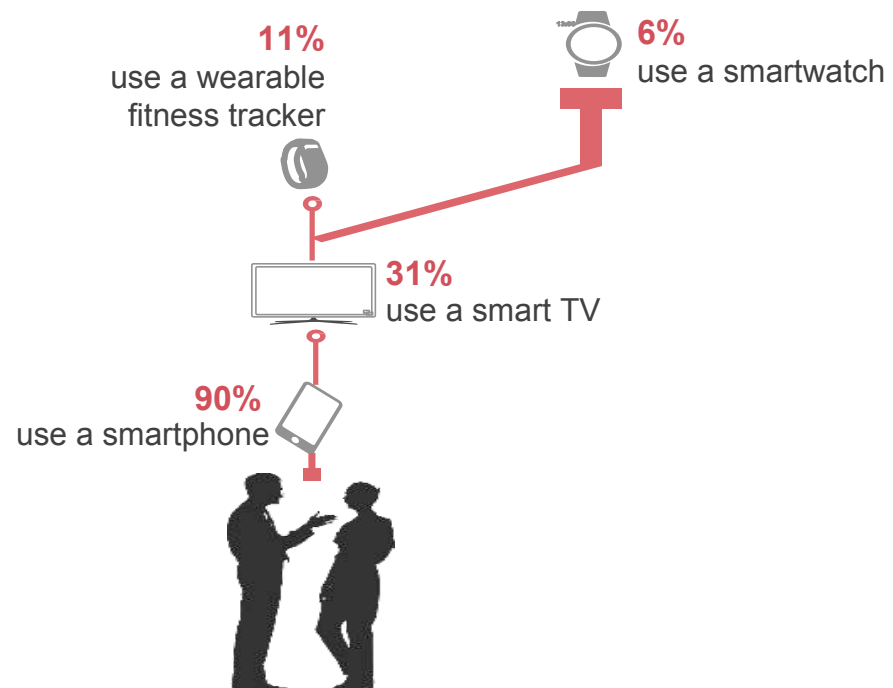 11%
use a wearable
fitness tracker
6%
use a smartwatch
31%
use a smart TV
90%
use a smartphone